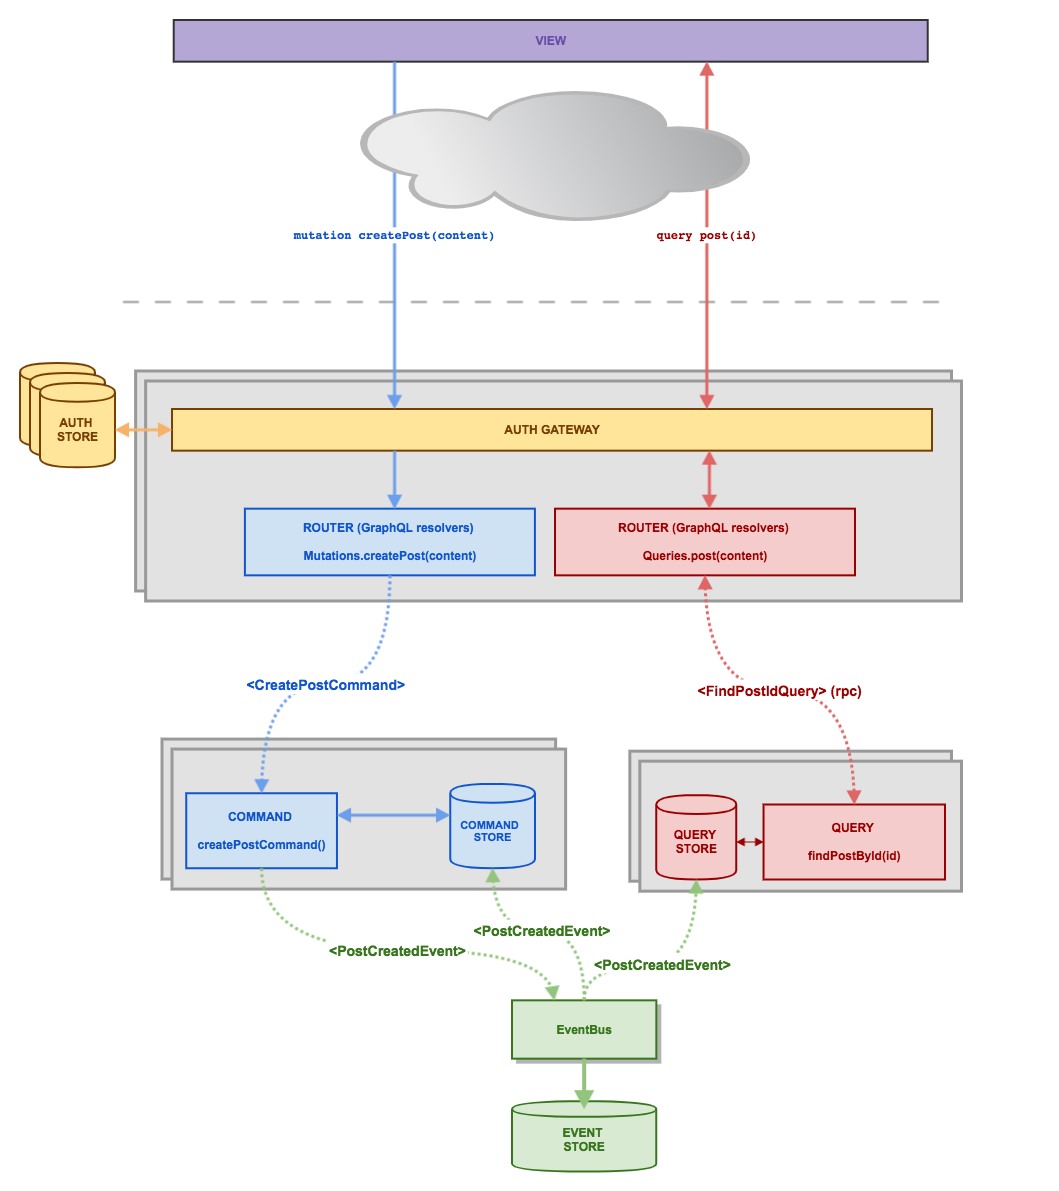 VIEW
mutation createPost(content)
query post(id)
AUTH
STORE
AUTH GATEWAY
ROUTER (GraphQL resolvers)
Mutations.createPost(content)
ROUTER (GraphQL resolvers)
Queries.post(content)
<CreatePostCommand>
<FindPostIdQuery> (rpc)
COMMAND
createPostCommand()
COMMAND
STORE
QUERY
STORE
QUERY
findPostById(id)
<PostCreatedEvent>
<PostCreatedEvent>
<PostCreatedEvent>
EventBus
EVENT
STORE